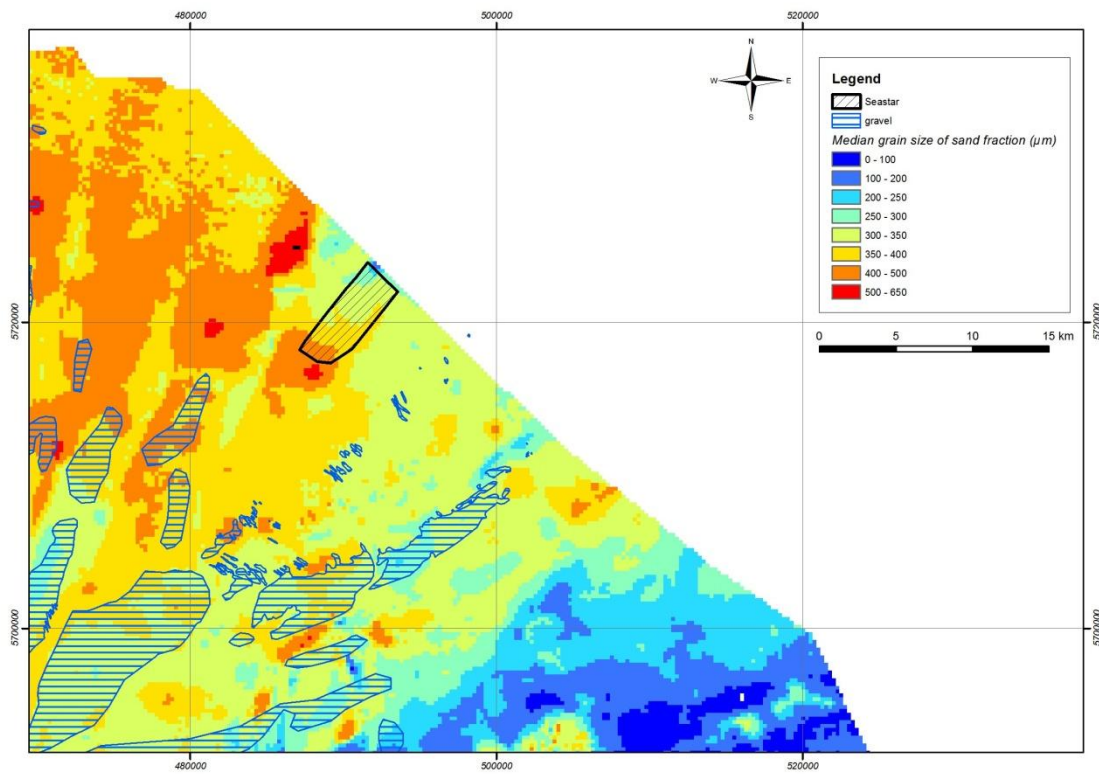 480000 500000 520000
N
W E
S
Legend
Seastar
gravel
Median grain size of sand fraction (µm)
0 - 100
100 - 200
200 - 250
250 - 300
300 - 350
350 - 400
400 - 500
500 - 650
5720000 5720000
0 5 10 15 km
5700000 5700000
480000 500000 520000